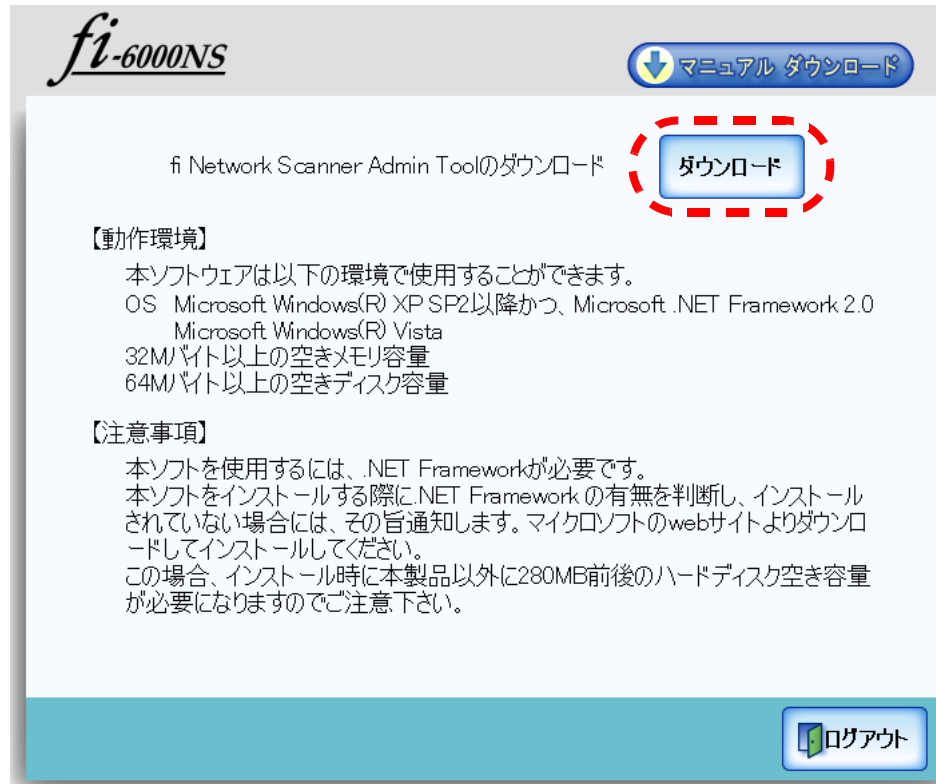 fi-6000NS
マニュアル ダウンロード
fi Network Scanner Admin Toolのダウンロード
ダウンロード
【動作環境】
本ソフトウェアは以下の環境で使用することができます。
OS Microsoft Windows(R) XP SP2以降かつ、Microsoft .NET Framework 2.0
Microsoft Windows(R) Vista
32Mバイト以上の空きメモリ容量
64Mバイト以上の空きディスク容量
【注意事項】
本ソフトを使用するには、.NET Frameworkが必要です。
本ソフトをインストールする際に.NET Framework の有無を判断し、インストール
されていない場合には、その旨通知します。マイクロソフトのwebサイトよりダウンロ
ードしてインストールしてください。
この場合、インストール時に本製品以外に280MB前後のハードディスク空き容量
が必要になりますのでご注意下さい。
ログアウト